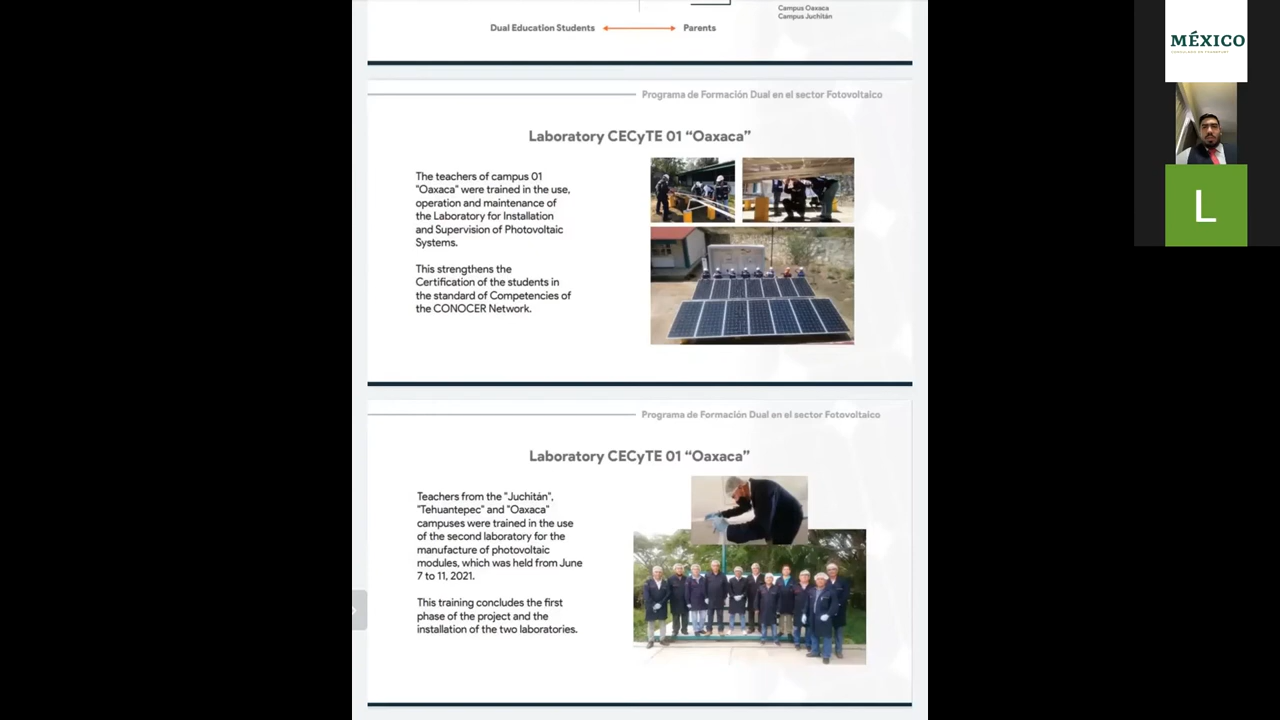 Campus Oaxaca
Campus Juchitán
Dual Education Students
Parents
Programa de Formación Dual en el sector Fotovoltaico
Laboratory CECyTE 01 “Oaxaca”
The teachers of campus 01
"Oaxaca" were trained in the use,
operation and maintenance of
the Laboratory for Installation
and Supervision of Photovoltaic
Systems.
This strengthens the
Certification of the students in
the standard of Competencies of
the CONOCER Network.
Programa de Formación Dual en el sector Fotovoltaico
Laboratory CECyTE 01 “Oaxaca”
Teachers from the "Juchitán",
"Tehuantepec" and "Oaxaca"
campuses were trained in the use
of the second laboratory for the
manufacture of photovoltaic
modules, which was held from June
7 to 11, 2021.
This training concludes the first
phase of the project and the
installation of the two laboratories.
MÉXICO
L